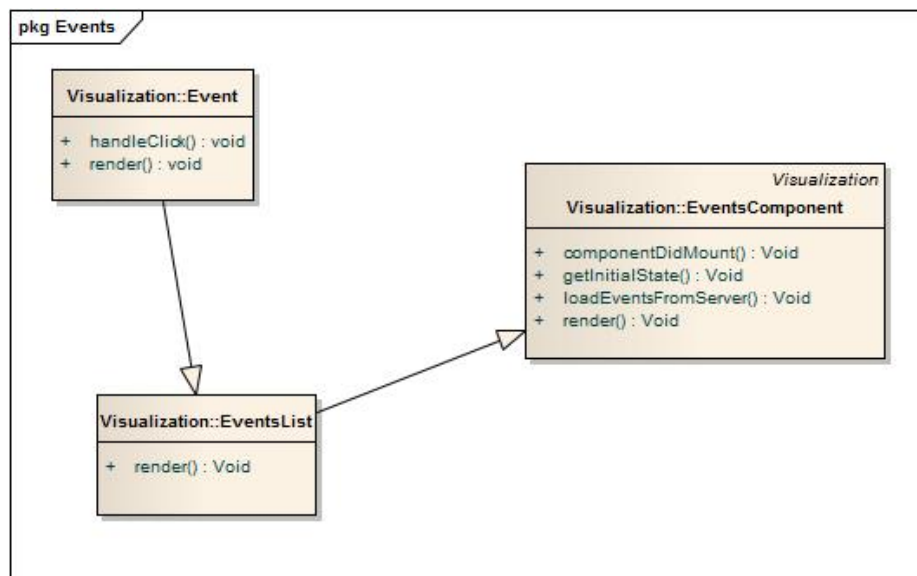 pkg Events
Visualization::Event
+ handleClick() : void
+ render() : void
Visualization
Visualization::EventsComponent
+ componentDidMount() : Void
+ getInitialState() : Void
+ loadEventsFromServer() : Void
+ render() : Void
Visualization::EventsList
+ render() : Void